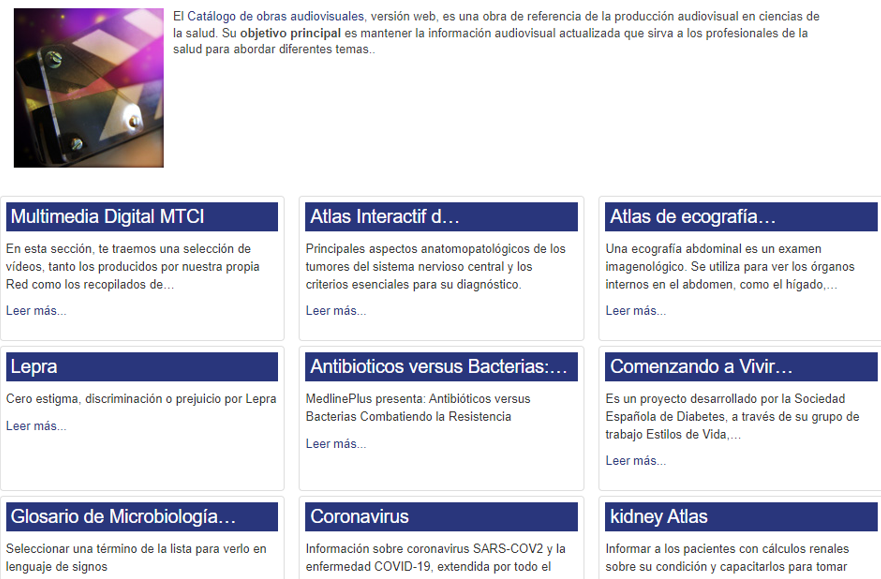 El Catálogo de obras audiovisuales, versión web, es una obra de referencia de la producción audiovisual en ciencias de
la salud. Su objetivo principal es mantener la información audiovisual actualizada que sirva a los profesionales de la
salud para abordar diferentes temas..
Multimedia Digital MTCI
En esta sección, te traemos una selección de
vídeos, tanto los producidos por nuestra propia
Red como los recopilados de…
Leer más...
Atlas Interactif d…
Principales aspectos anatomopatológicos de los
tumores del sistema nervioso central y los
criterios esenciales para su diagnóstico.
Leer más...
Atlas de ecografía…
Una ecografía abdominal es un examen
imagenológico. Se utiliza para ver los órganos
internos en el abdomen, como el hígado,…
Leer más...
Lepra
Cero estigma, discriminación o prejuicio por Lepra
Leer más...
Antibioticos versus Bacterias:…
MedlinePlus presenta: Antibióticos versus
Bacterias Combatiendo la Resistencia
Leer más...
Comenzando a Vivir…
Es un proyecto desarrollado por la Sociedad
Española de Diabetes, a través de su grupo de
trabajo Estilos de Vida,…
Leer más...
Glosario de Microbiología…
Seleccionar una término de la lista para verlo en
lenguaje de signos
Coronavirus
Información sobre coronavirus SARS-COV2 y la
enfermedad COVID-19, extendida por todo el
kidney Atlas
Informar a los pacientes con cálculos renales
sobre su condición y capacitarlos para tomar